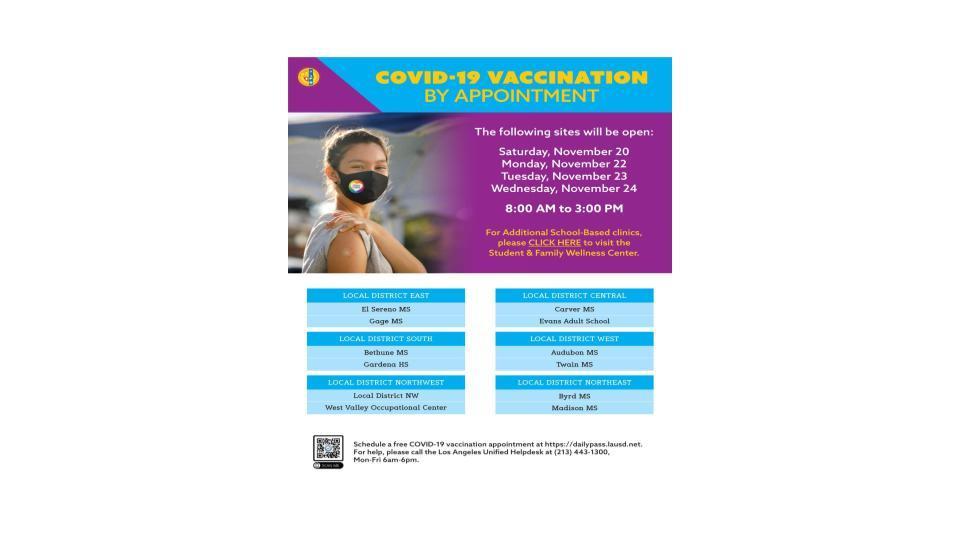 COVID-19 VACCINATION
BY APPOINTMENT
The following sites will be open:
Saturday, November 20
Monday, November 22
Tuesday, November 23
Wednesday, November 24
8:00 AM to 3:00 PM
For Additional School-Based clinics,
please CLICK HERE to visit the
Student & Family Wellness Center.
LOCAL DISTRICT EAST
El Sereno MS
Gage MS
LOCAL DISTRICT CENTRAL
Carver MS
Evans Adult School
LOCAL DISTRICT SOUTH
Bethune MS
Gardena HS
LOCAL DISTRICT WEST
Audubon MS
Twain MS
LOCAL DISTRICT NORTHWEST
Local District NW
West Valley Occupational Center
LOCAL DISTRICT NORTHEAST
Byrd MS
Madison MS
Schedule a free COVID-19 vaccination appointment at https://dailypass.lausd.net.
For help, please call the Los Angeles Unified Helpdesk at (213) 443-1300,
Mon-Fri 6am-6pm.